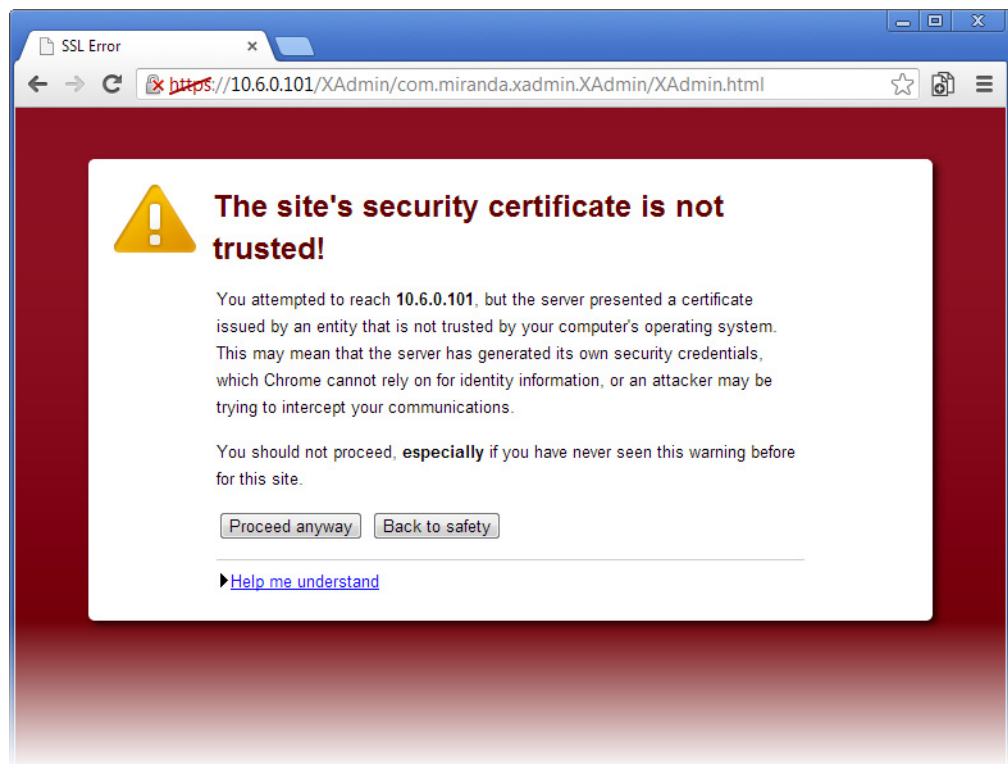 SSL Error
https://10.6.0.101/XAdmin/com.miranda.xadmin.XAdmin/XAdmin.html
The site's security certificate is not
trusted!
You attempted to reach 10.6.0.101, but the server presented a certificate
issued by an entity that is not trusted by your computer's operating system.
This may mean that the server has generated its own security credentials,
which Chrome cannot rely on for identity information, or an attacker may be
trying to intercept your communications.
You should not proceed, especially if you have never seen this warning before
for this site.
Proceed anyway Back to safety
Help me understand